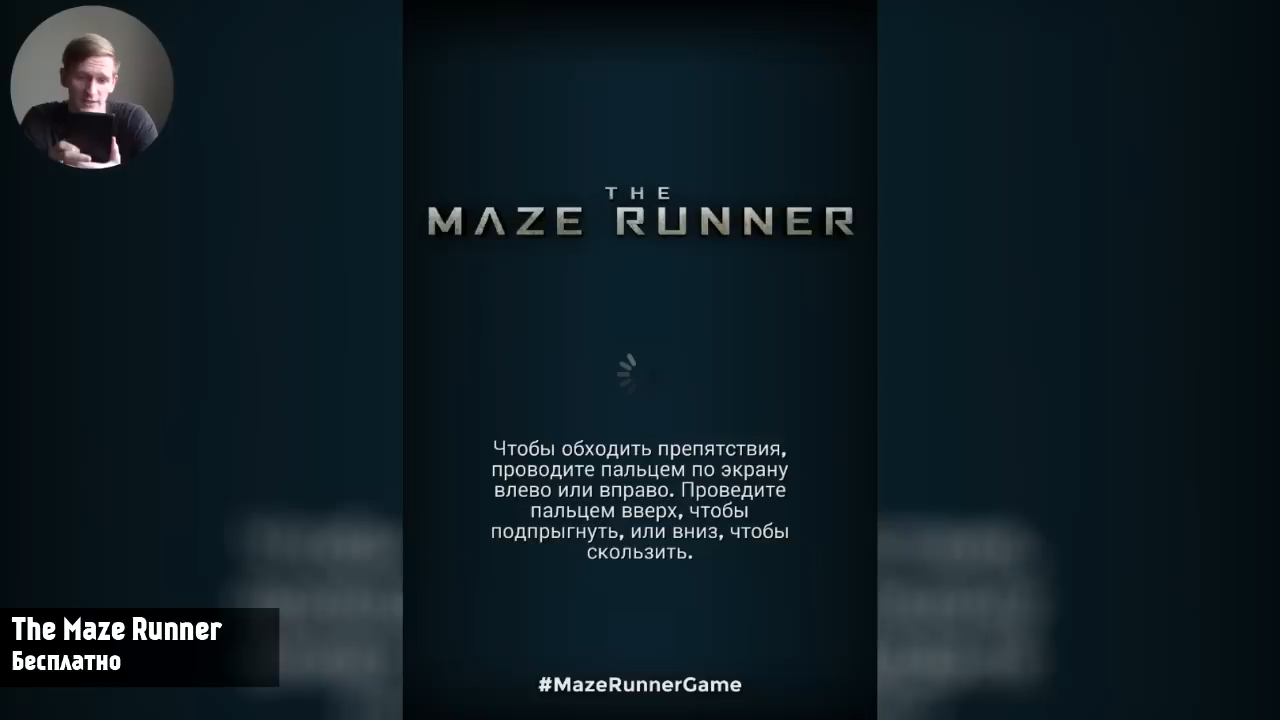 THE
MAZE RUNNER
Чтобы обходить препятствия,
проводите пальцем по экрану
влево или вправо. Проведите
пальцем вверх, чтобы
подпрыгнуть, или вниз, чтобы
скользить.
The Maze Runner
Бесплатно
#MazeRunnerGame